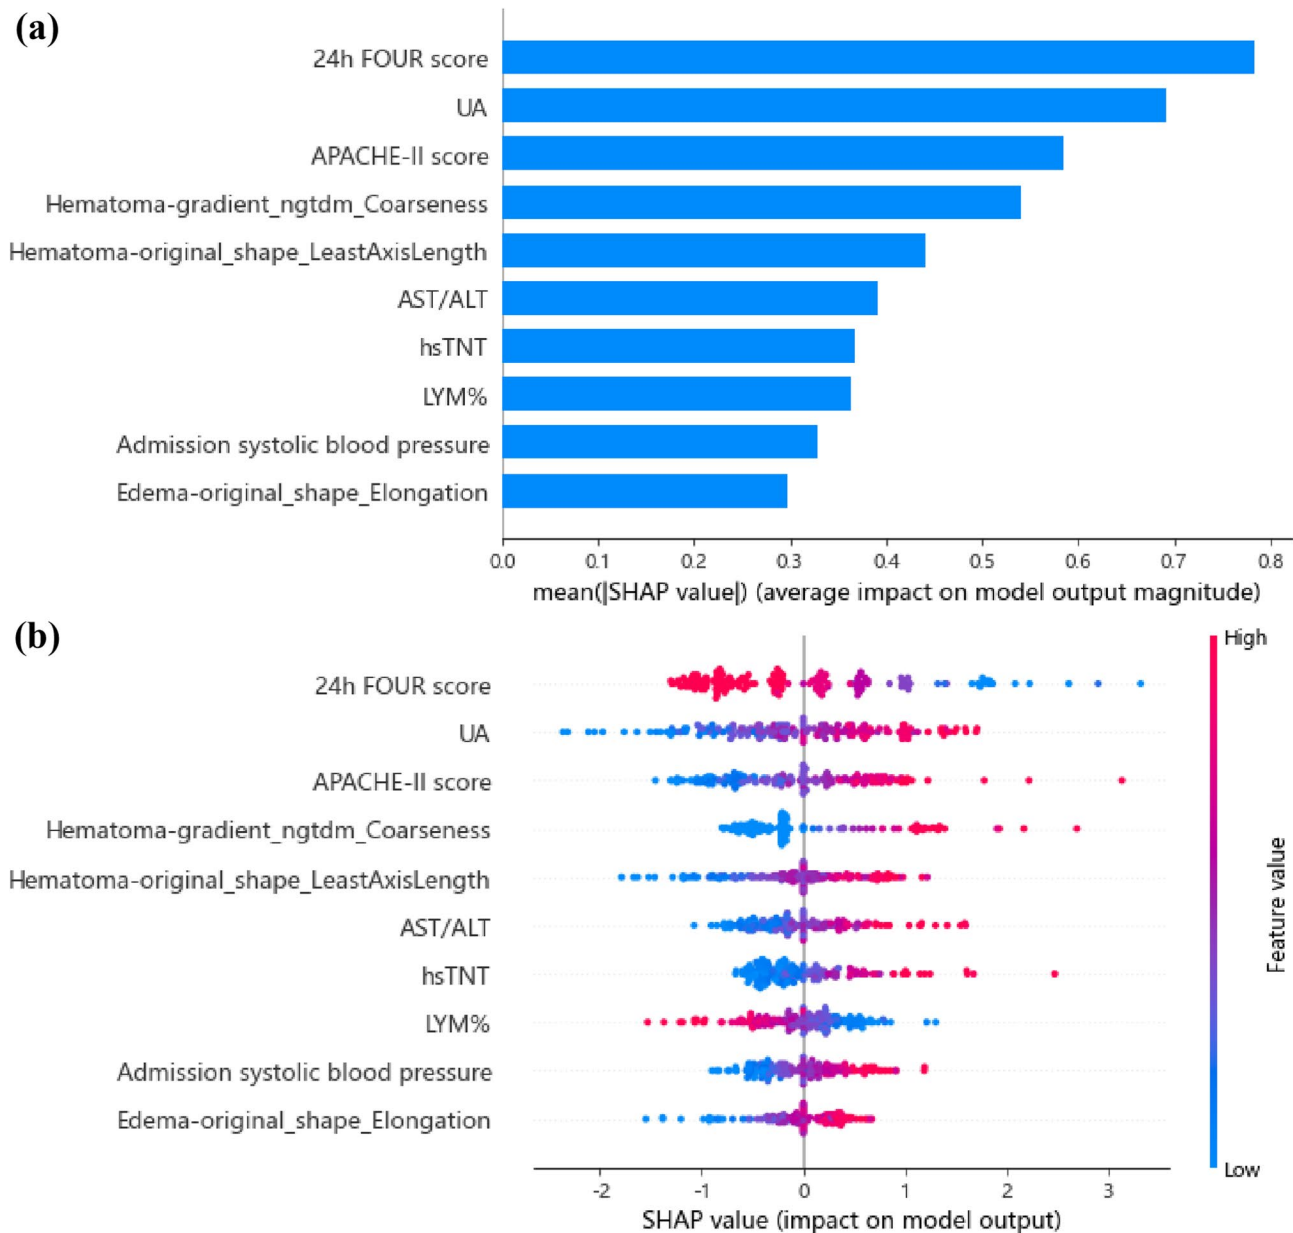 (a)
24h FOUR score
UA
APACHE-II score
Hematoma-gradient_ngtdm_Coarseness
Hematoma-original_shape_LeastAxisLength
AST/ALT
hsTNT
LYM%
Admission systolic blood pressure
Edema-original_shape_Elongation
0.0 0.1 0.2 0.3 0.4 0.5 0.6 0.7 0.8
mean(|SHAP value|) (average impact on model output magnitude)
(b)
High
24h FOUR score
UA
APACHE-II score
Hematoma-gradient_ngtdm_Coarseness
Hematoma-original_shape_LeastAxisLength
AST/ALT
hsTNT
LYM%
Admission systolic blood pressure
Edema-original_shape_Elongation
Feature value
Low
-2 -1 0 1 2 3
SHAP value (impact on model output)